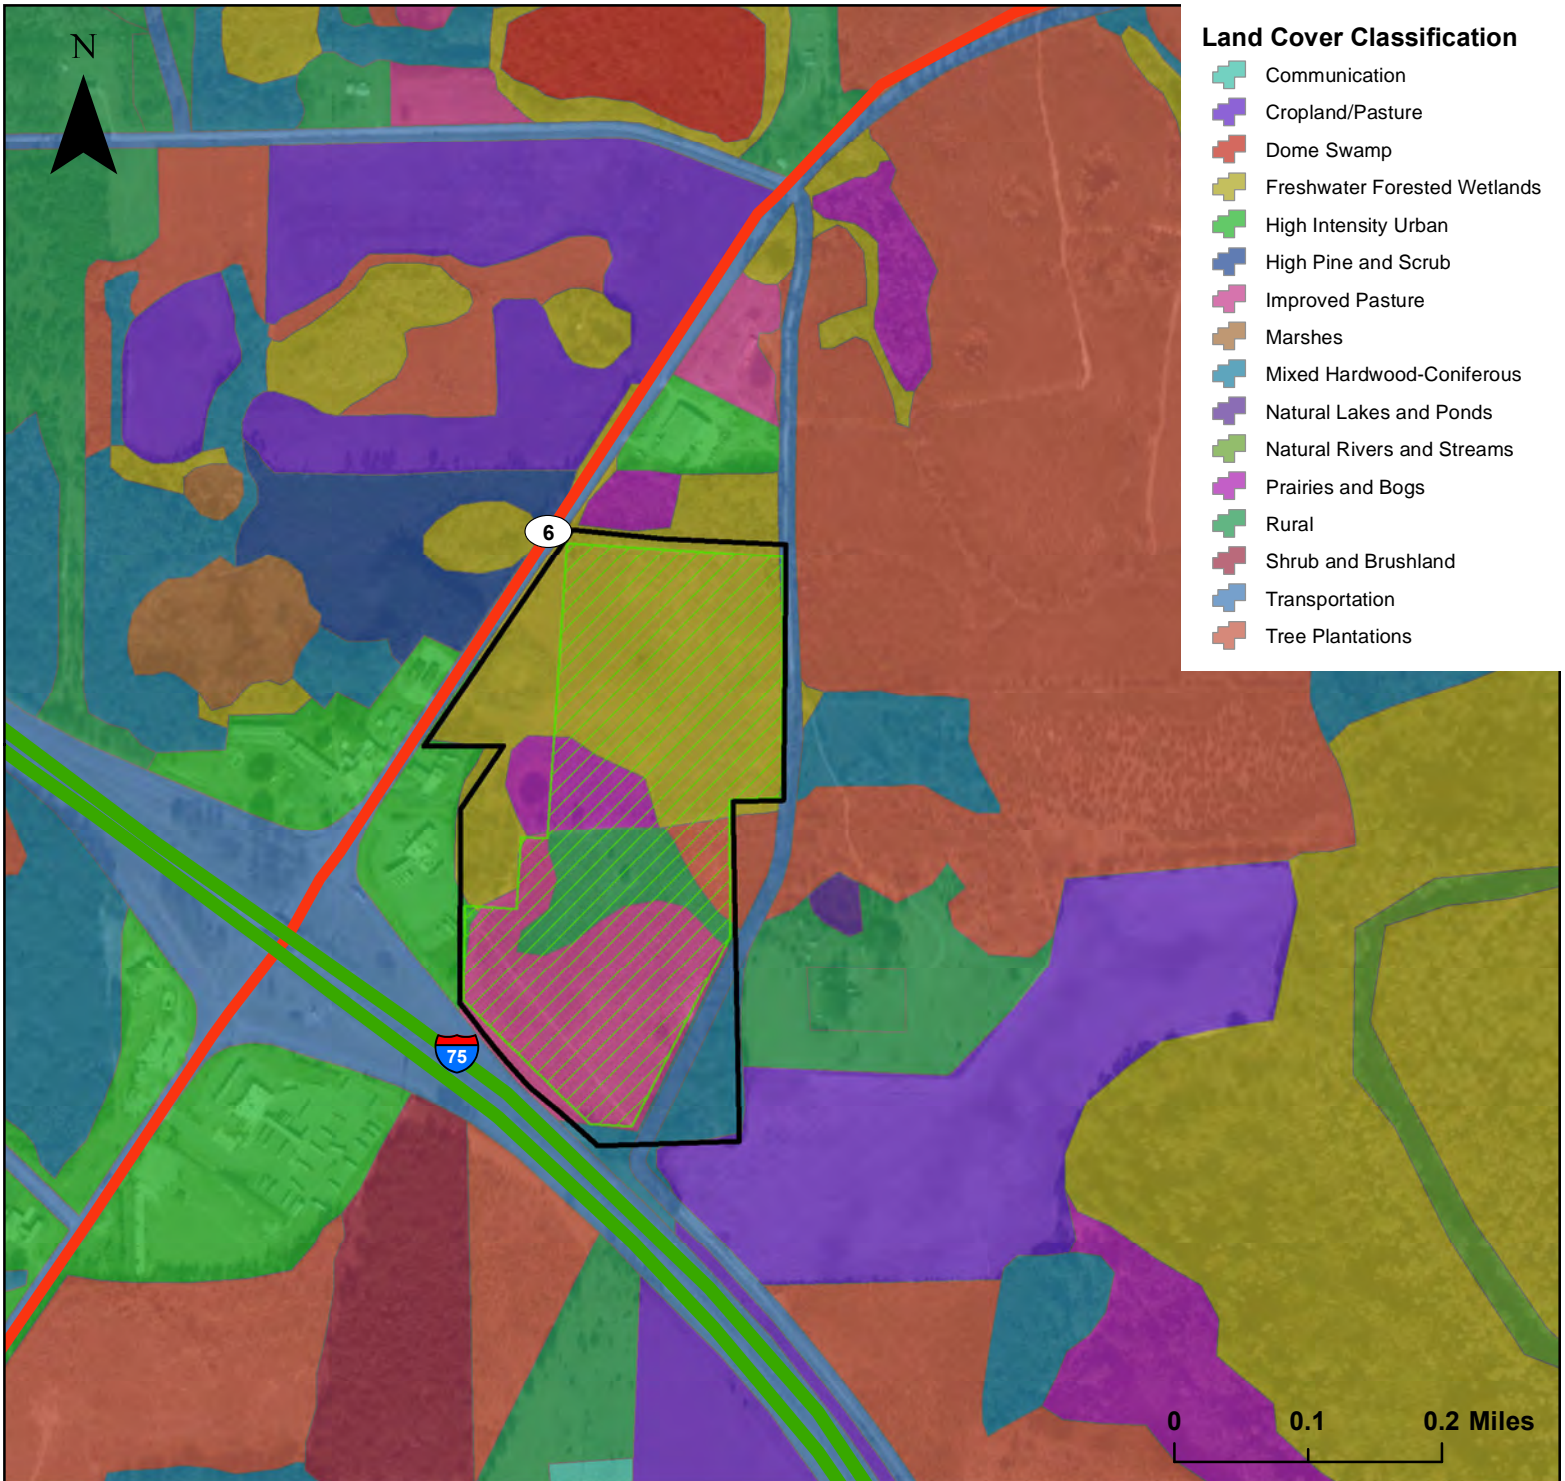 N
Land Cover Classification
Communication
Cropland/Pasture
Dome Swamp
Freshwater Forested Wetlands
High Intensity Urban
High Pine and Scrub
Improved Pasture
Marshes
Mixed Hardwood-Coniferous
Natural Lakes and Ponds
Natural Rivers and Streams
Prairies and Bogs
Rural
Shrub and Brushland
Transportation
Tree Plantations
6
75
0 0.1 0.2 Miles